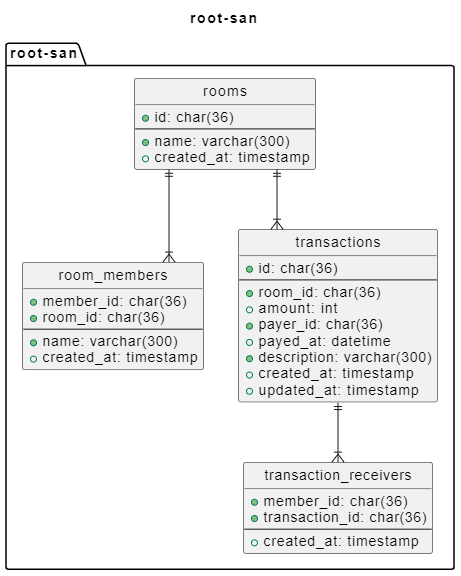 root-san
root-san
rooms
id: char(36)
name: varchar(300)
created_at: timestamp
transactions
id: char(36)
room_id: char(36)
amount: int
payer_id: char(36)
payed_at: datetime
description: varchar(300)
created_at: timestamp
updated_at: timestamp
room_members
member_id: char(36)
room_id: char(36)
name: varchar(300)
created_at: timestamp
transaction_receivers
member_id: char(36)
transaction_id: char(36)
created_at: timestamp